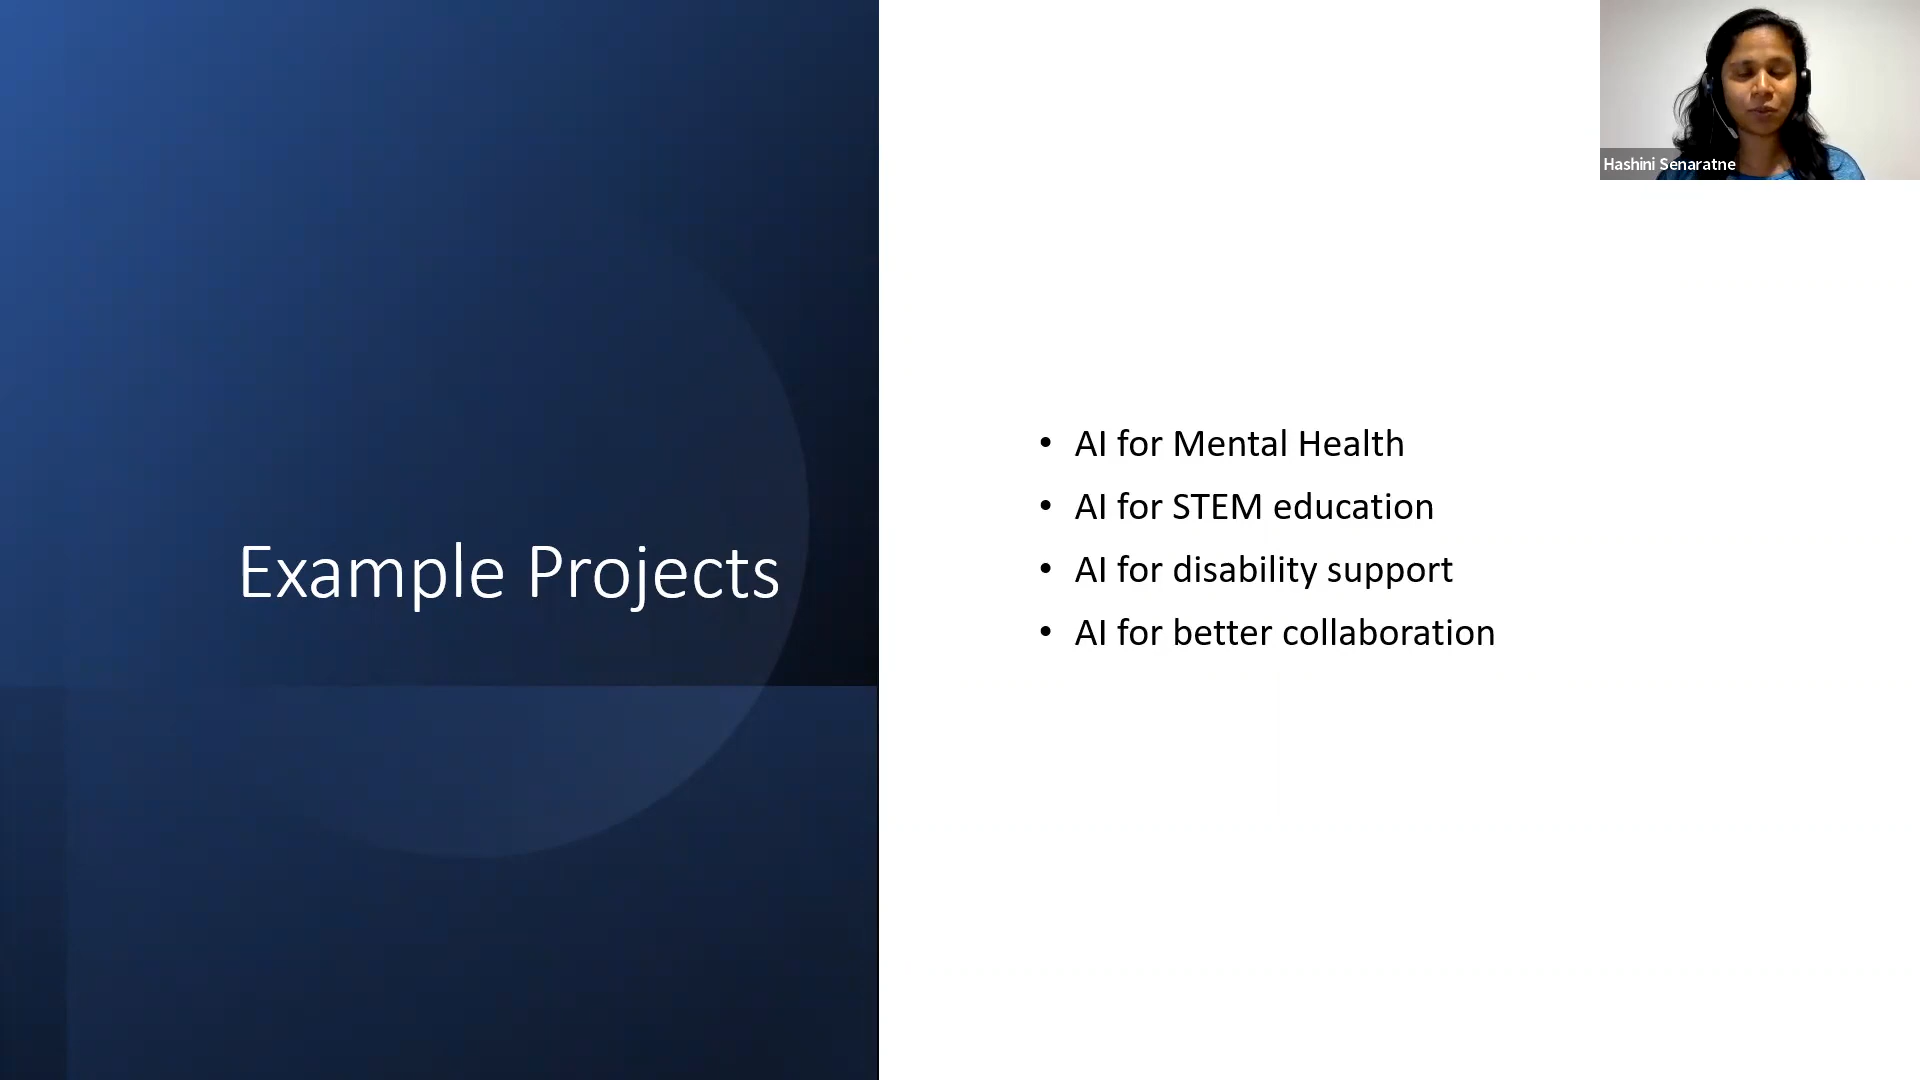 Hashini Senaratne
Example Projects
• AI for Mental Health
• AI for STEM education
• AI for disability support
• AI for better collaboration